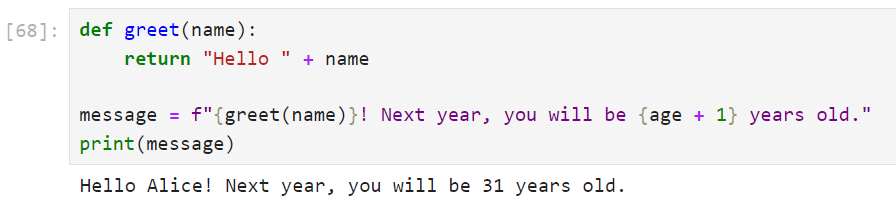 [68]: def greet(name):
    return "Hello " + name

message = f"{greet(name)}! Next year, you will be {age + 1} years old."
print(message)
Hello Alice! Next year, you will be 31 years old.